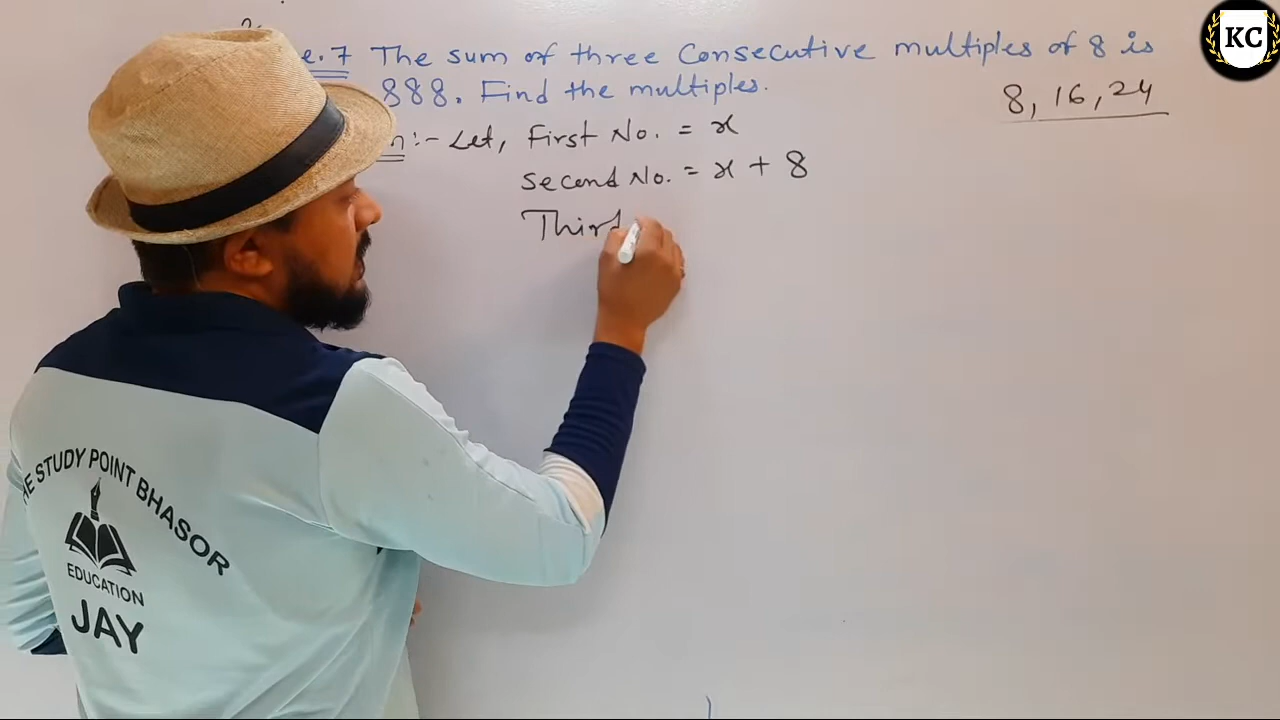 e.7 The sum of three Consecutive multiples of 8 is
888. Find the multiples.
8, 16, 24
n:- Let, First No. = x
Second No. = x + 8
Third
KC
THE STUDY POINT BHASOR
EDUCATION
JAY